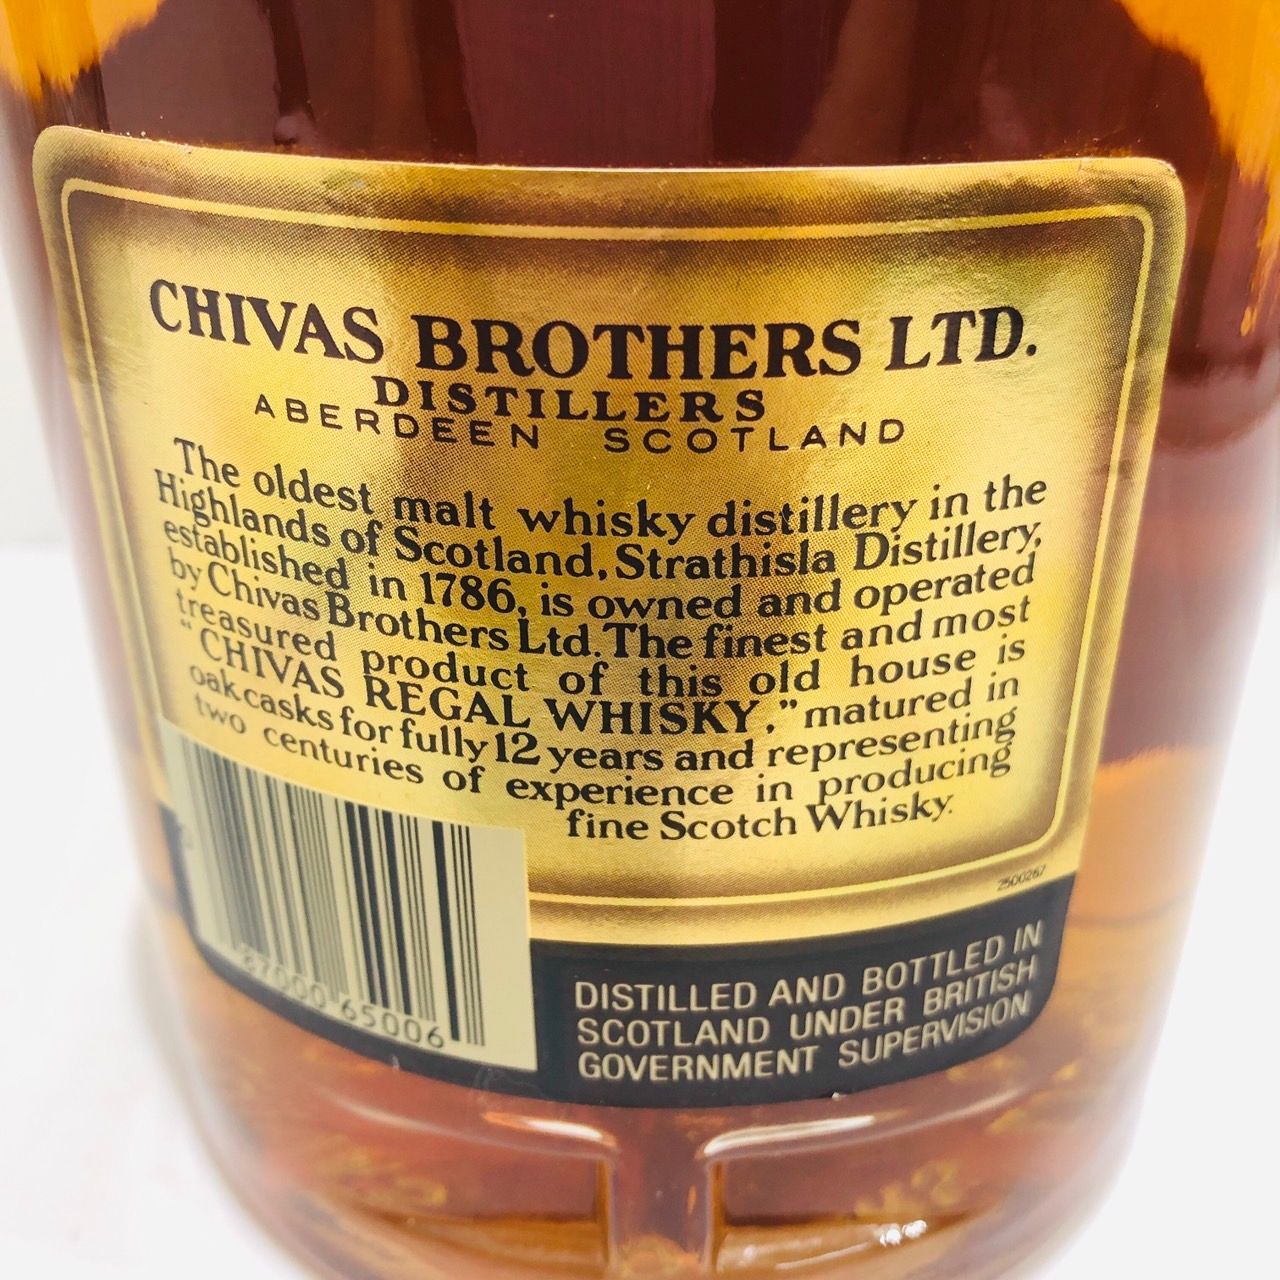 CHIVAS BROTHERS LTD.
DISTILLERS
ABERDEEN SCOTLAND
The oldest malt whisky distillery in the
Highlands of Scotland, Strathisla Distillery,
established in 1786, is owned and operated
by Chivas Brothers Ltd. The finest and most
treasured product of this old house is
"CHIVAS REGAL WHISKY," matured in
oak casks for fully 12 years and representing
two centuries of experience in producing
fine Scotch Whisky.
2500267
87000 65006
DISTILLED AND BOTTLED IN
SCOTLAND UNDER BRITISH
GOVERNMENT SUPERVISION